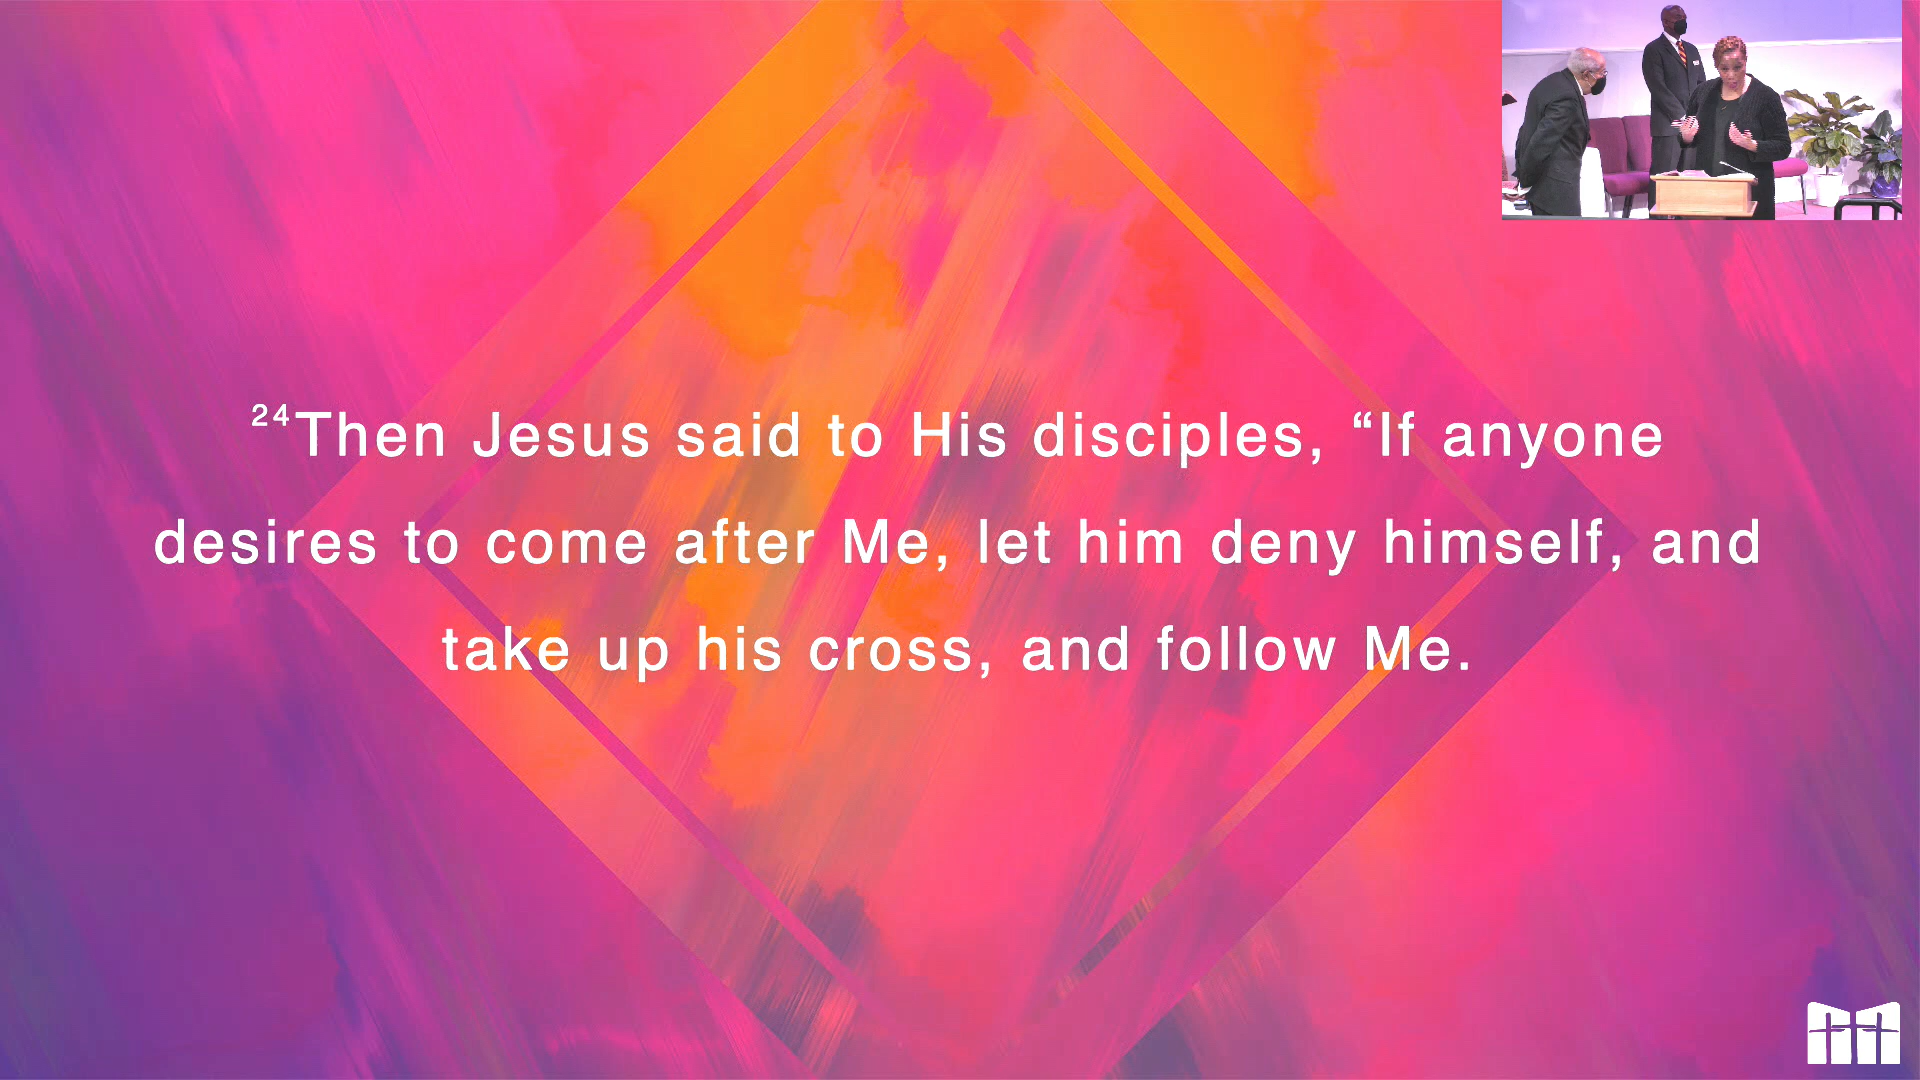 ²⁴Then Jesus said to His disciples, “If anyone
desires to come after Me, let him deny himself, and
take up his cross, and follow Me.